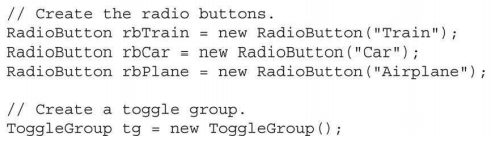 // Create the radio buttons.
RadioButton rbTrain = new RadioButton("Train");
RadioButton rbCar = new RadioButton("Car");
RadioButton rbPlane = new RadioButton("Airplane");

// Create a toggle group.
ToggleGroup tg = new ToggleGroup();